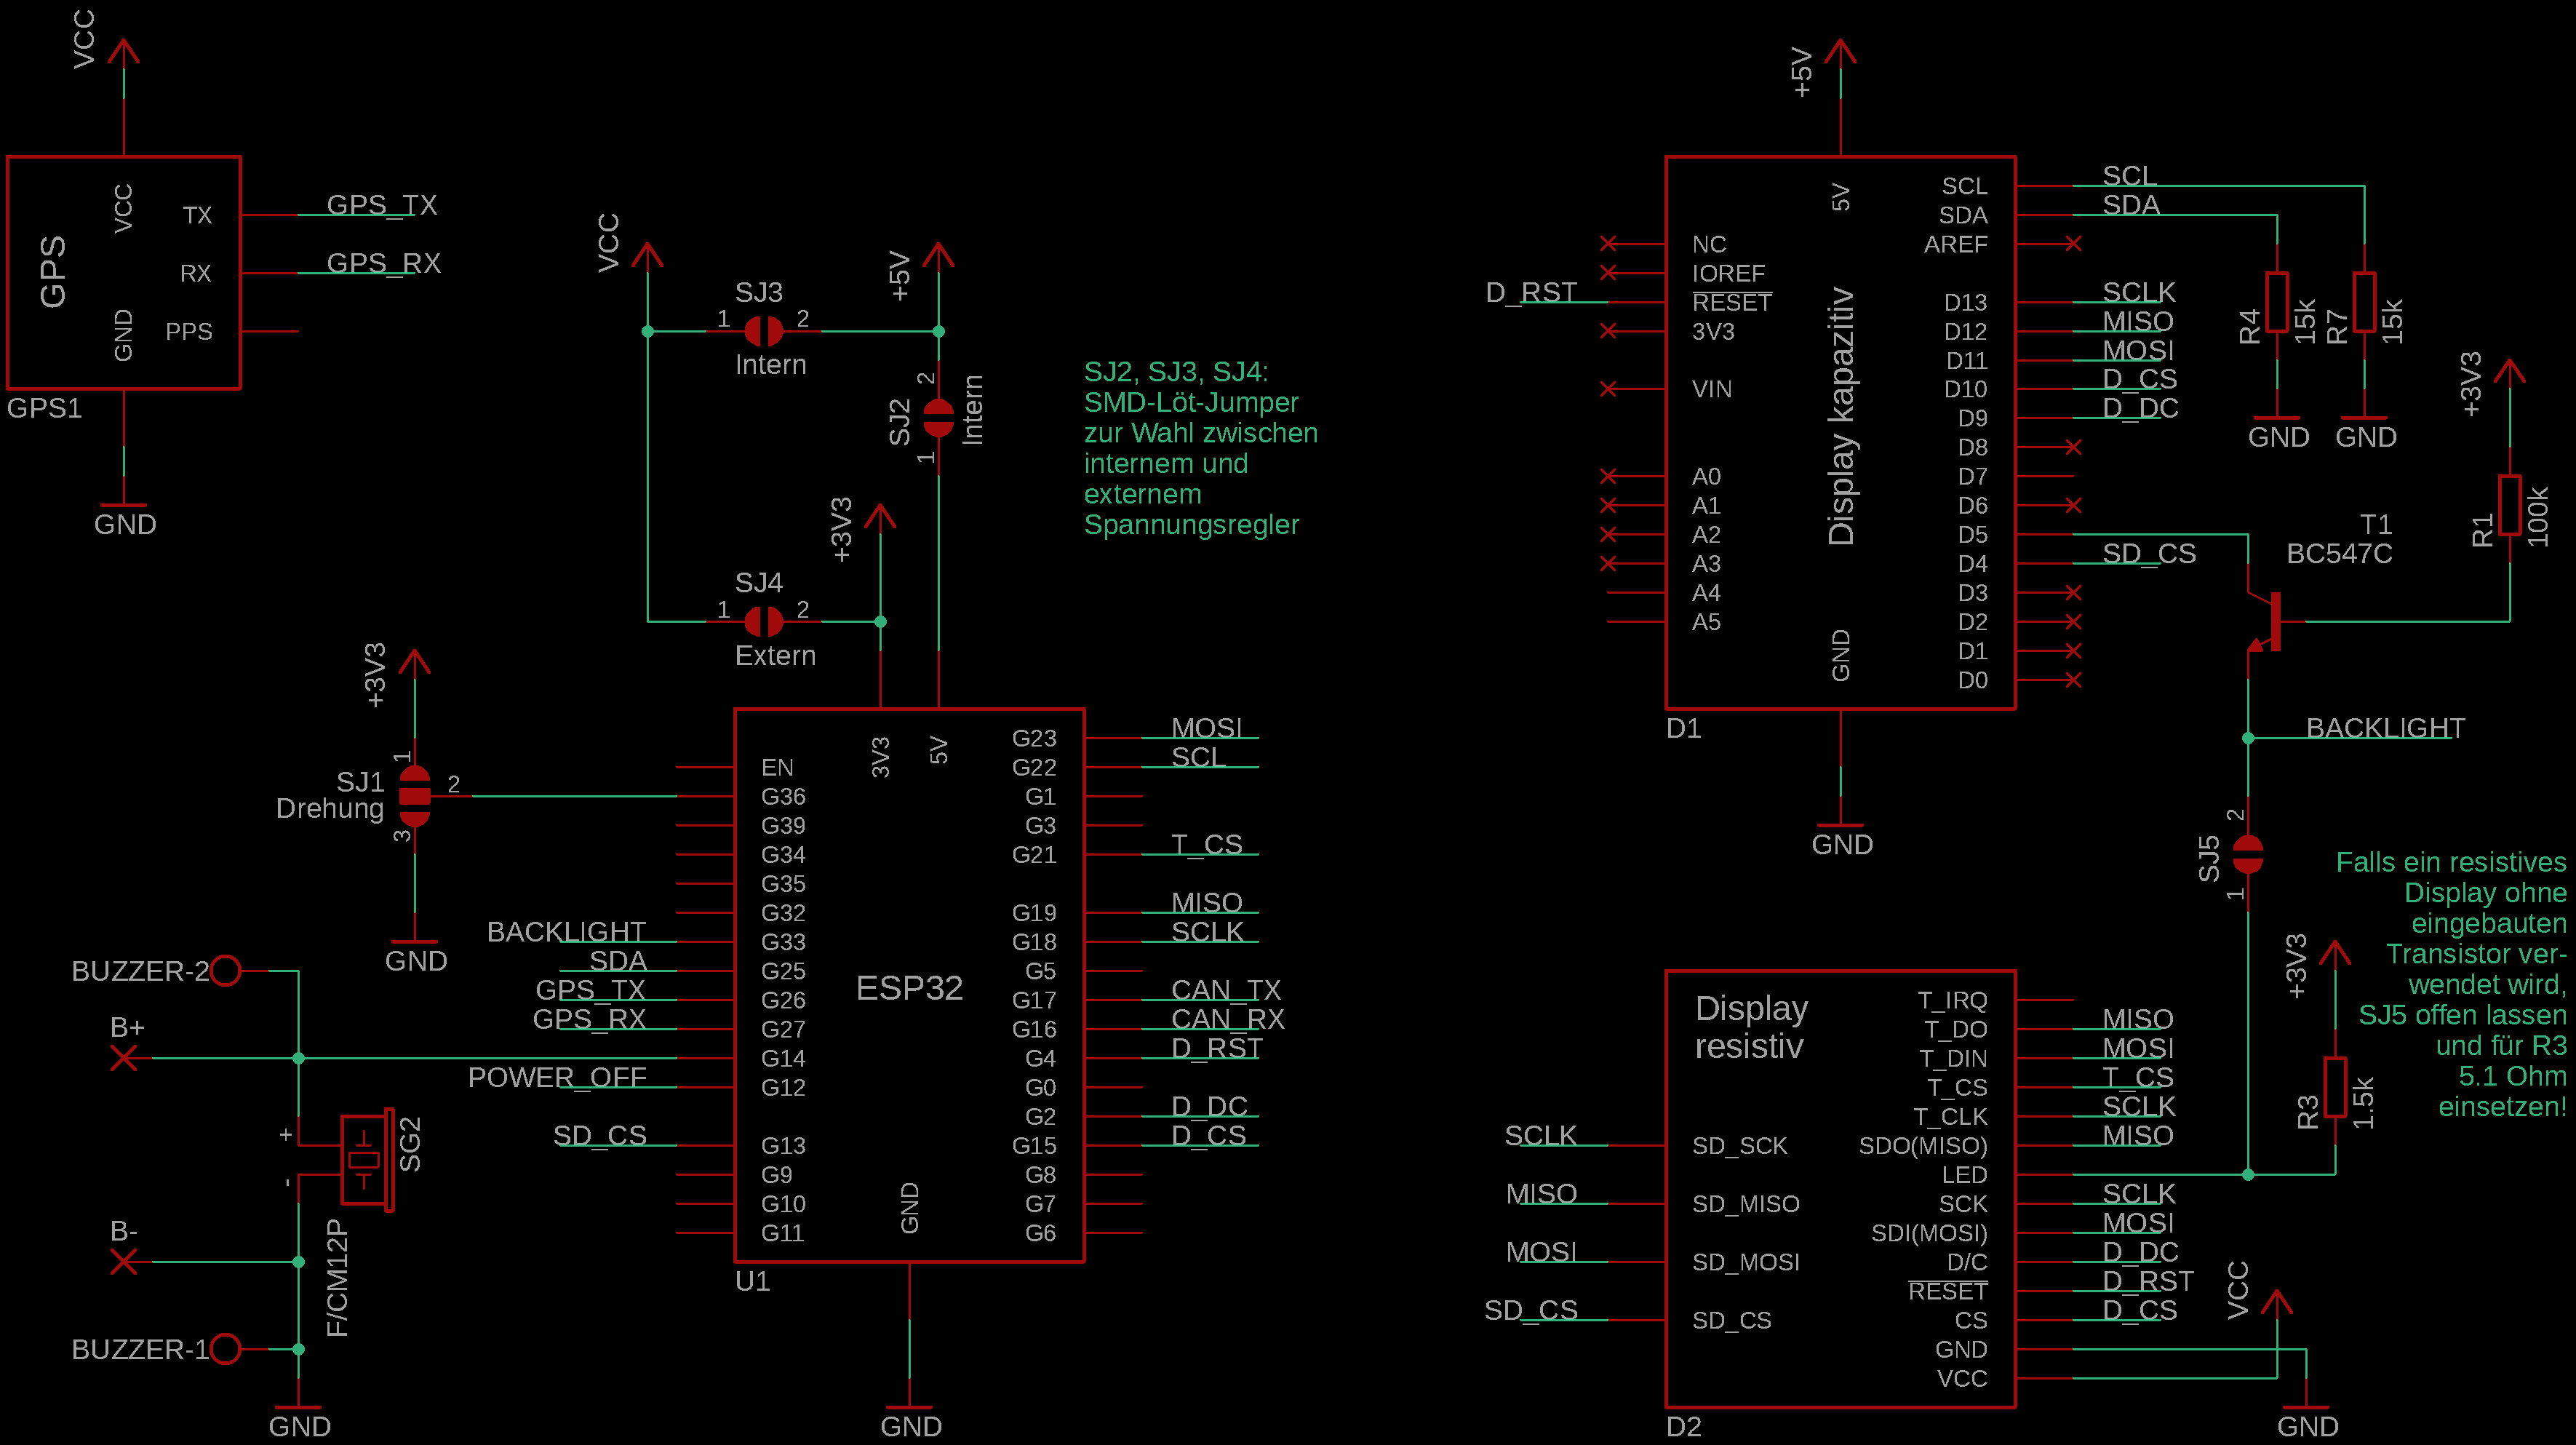 VCC
GPS
VCC
GND
TX
RX
PPS
GPS_TX
GPS_RX
GPS1
GND
VCC
SJ3
1
2
Intern
+5V
2
SJ2
Intern
1
+3V3
SJ4
1
2
Extern
SJ2, SJ3, SJ4:
SMD-Löt-Jumper
zur Wahl zwischen
internem und
externem
Spannungsregler
+3V3
1
SJ1
Drehung
2
3
GND
BUZZER-2
B+
B-
BUZZER-1
+
-
SG2
F/CM12P
GND
BACKLIGHT
SDA
GPS_TX
GPS_RX
POWER_OFF
SD_CS
3V3
5V
EN
G36
G39
G34
G35
G32
G33
G25
G26
G27
G14
G12
G13
G9
G10
G11
ESP32
GND
G23
G22
G1
G3
G21
G19
G18
G5
G17
G16
G4
G0
G2
G15
G8
G7
G6
MOSI
SCL
T_CS
MISO
SCLK
CAN_TX
CAN_RX
D_RST
D_DC
D_CS
U1
GND
+5V
5V
D_RST
NC
IOREF
RESET
3V3
VIN
A0
A1
A2
A3
A4
A5
Display kapazitiv
GND
SCL
SDA
AREF
D13
D12
D11
D10
D9
D8
D7
D6
D5
D4
D3
D2
D1
D0
SCL
SDA
SCLK
MISO
MOSI
D_CS
D_DC
SD_CS
D1
GND
R4
15k
R7
15k
GND
GND
+3V3
R1
100k
T1
BC547C
BACKLIGHT
2
SJ5
1
Falls ein resistives
Display ohne
eingebauten
Transistor ver-
wendet wird,
SJ5 offen lassen
und für R3
5.1 Ohm
einsetzen!
+3V3
R3
1.5k
Display
resistiv
SCLK
MISO
MOSI
SD_CS
SD_SCK
SD_MISO
SD_MOSI
SD_CS
T_IRQ
T_DO
T_DIN
T_CS
T_CLK
SDO(MISO)
LED
SCK
SDI(MOSI)
D/C
RESET
CS
GND
VCC
MISO
MOSI
T_CS
SCLK
MISO
SCLK
MOSI
D_DC
D_RST
D_CS
VCC
GND
D2